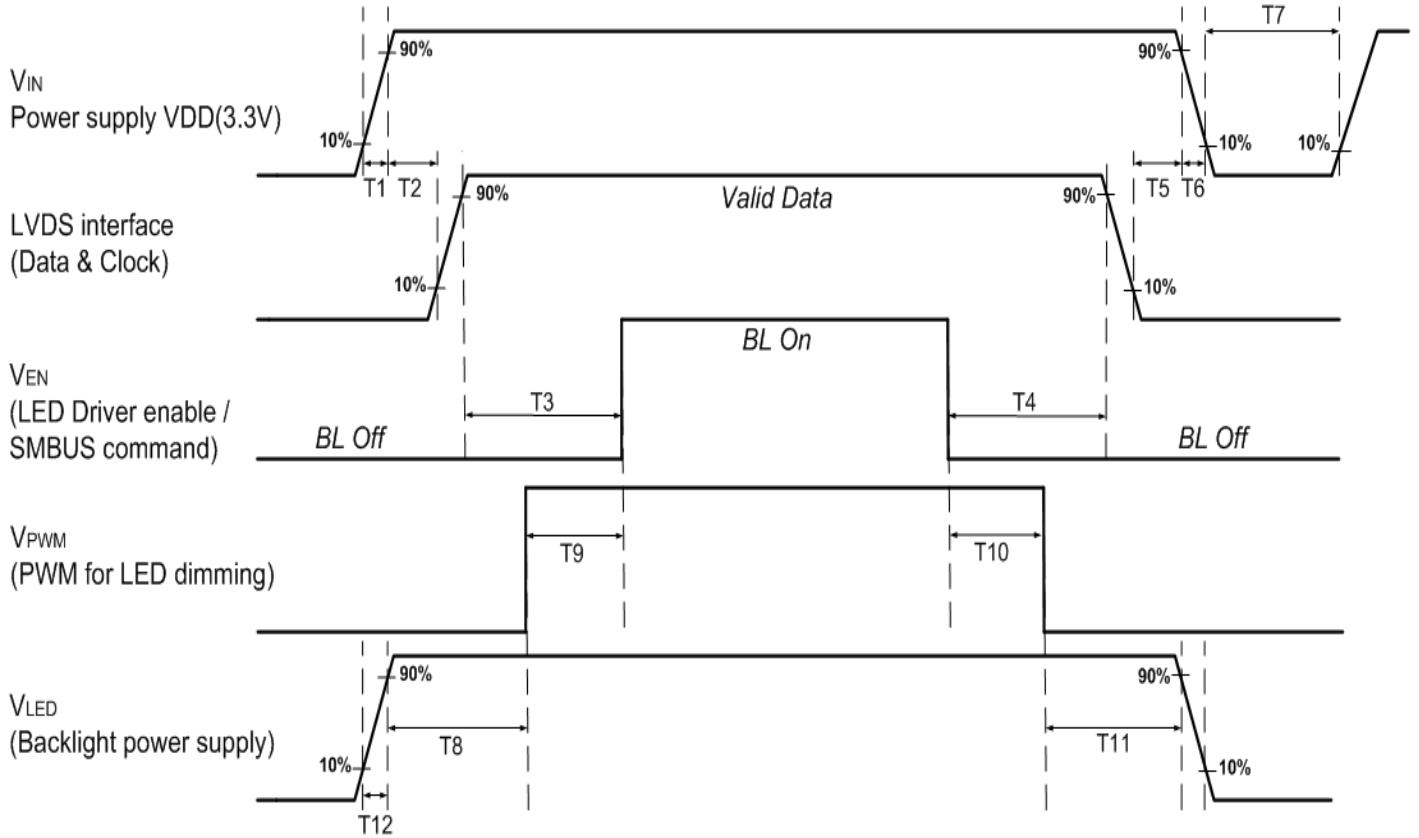 T7
90%
90%
VIN
Power supply VDD(3.3V)
10%
10%
10%
T1
T2
T5
T6
90%
Valid Data
90%
LVDS interface
(Data & Clock)
10%
10%
BL On
VEN
(LED Driver enable /
SMBUS command)
T3
T4
BL Off
BL Off
VPWM
(PWM for LED dimming)
T9
T10
90%
90%
VLED
(Backlight power supply)
T8
T11
10%
10%
T12